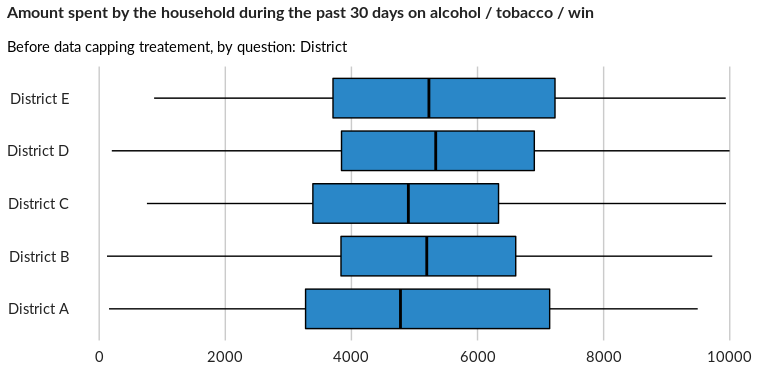 Amount spent by the household during the past 30 days on alcohol / tobacco / win
Before data capping treatement, by question: District
District E
District D
District C
District B
District A
0 2000 4000 6000 8000 10000